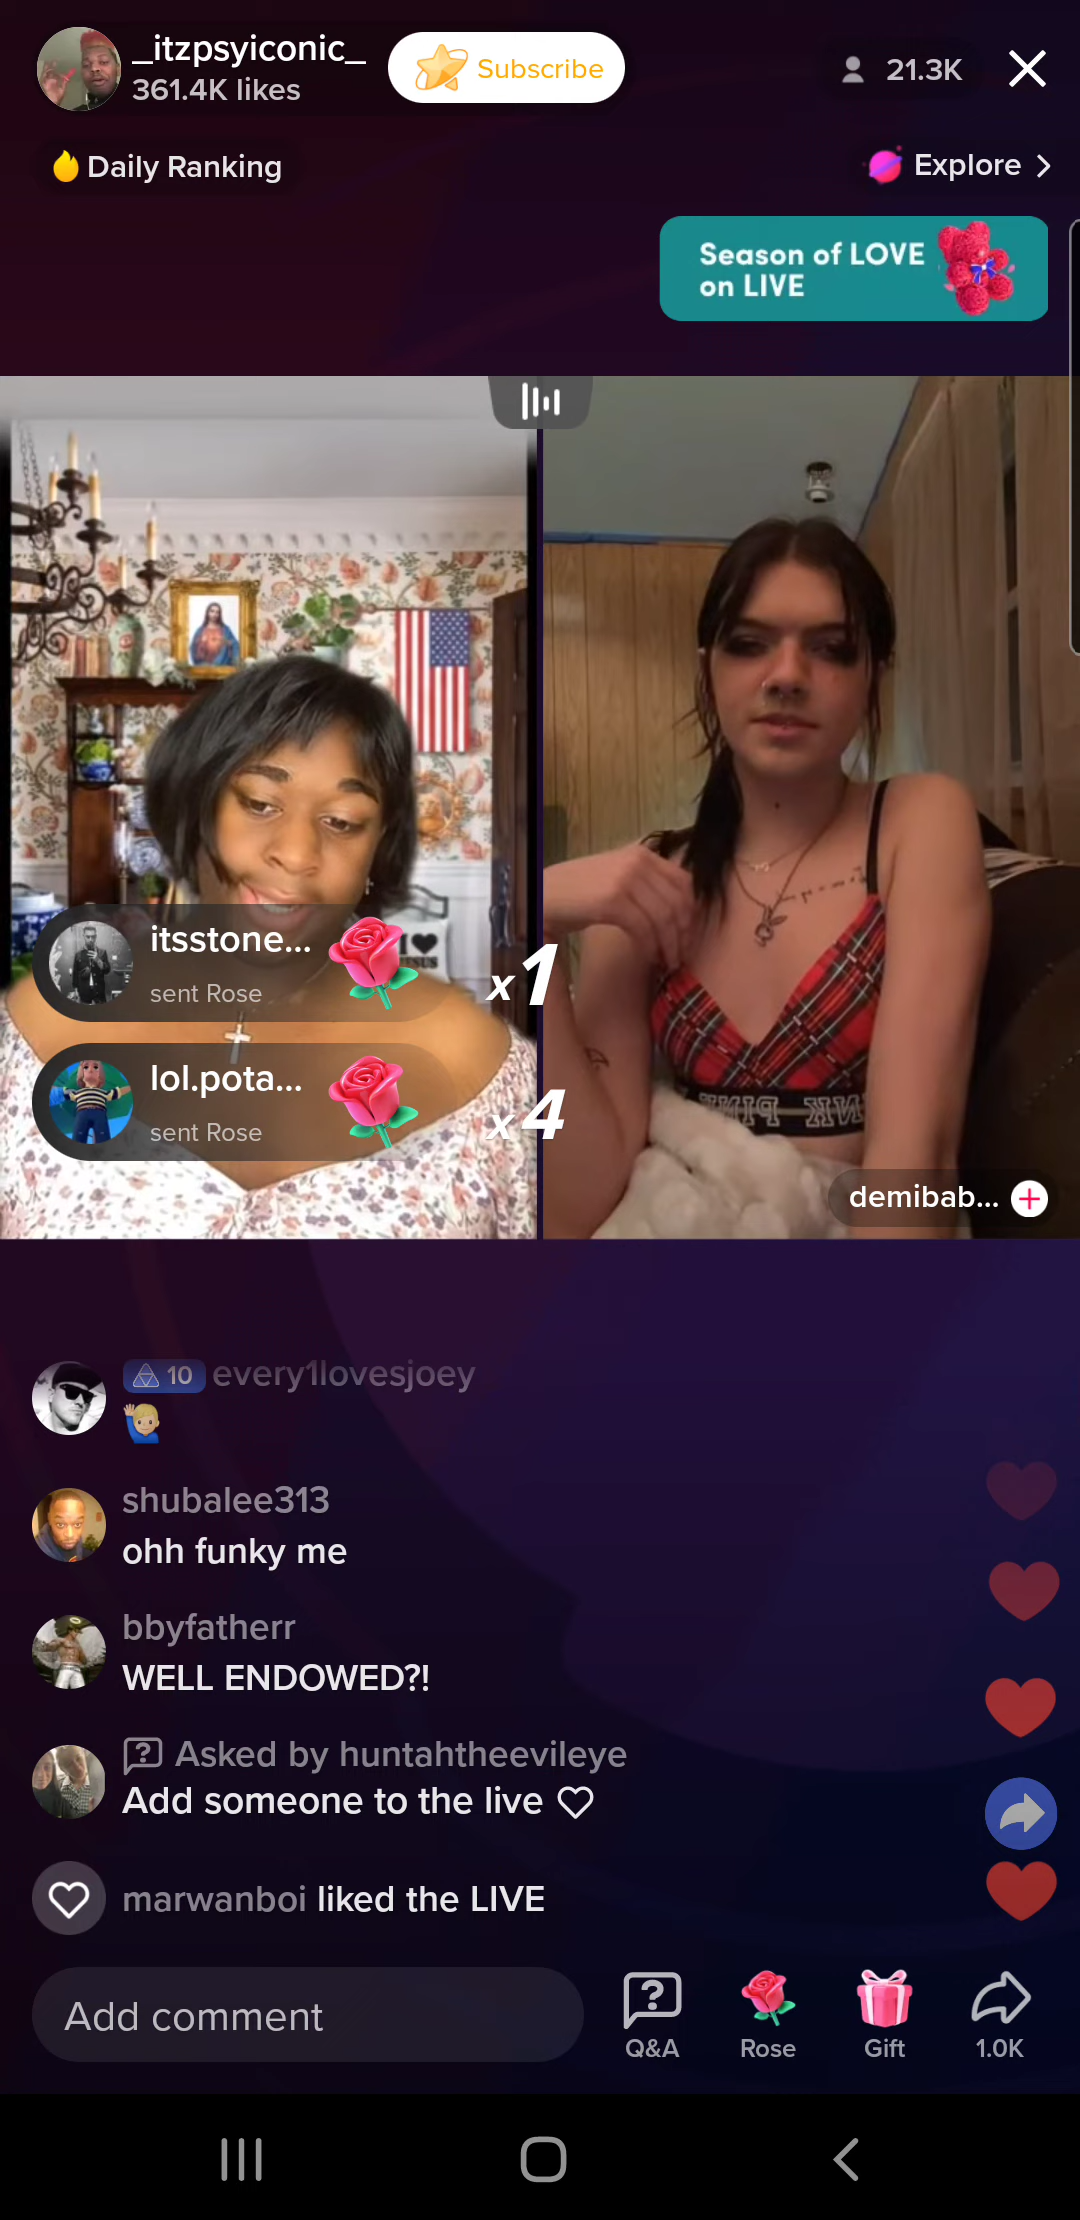 _itzpsyiconic_
361.4K likes
Subscribe
21.3K
Daily Ranking
Explore >
Season of LOVE
on LIVE
itsstone...
sent Rose
x1
I ♥
lol.pota...
sent Rose
x4
demibab...
10 every1lovesjoey
🙋🏼‍♂️
shubalee313
ohh funky me
bbyfatherr
WELL ENDOWED?!
Asked by huntahtheevileye
Add someone to the live ♡
marwanboi liked the LIVE
Add comment
Q&A
Rose
Gift
1.0K